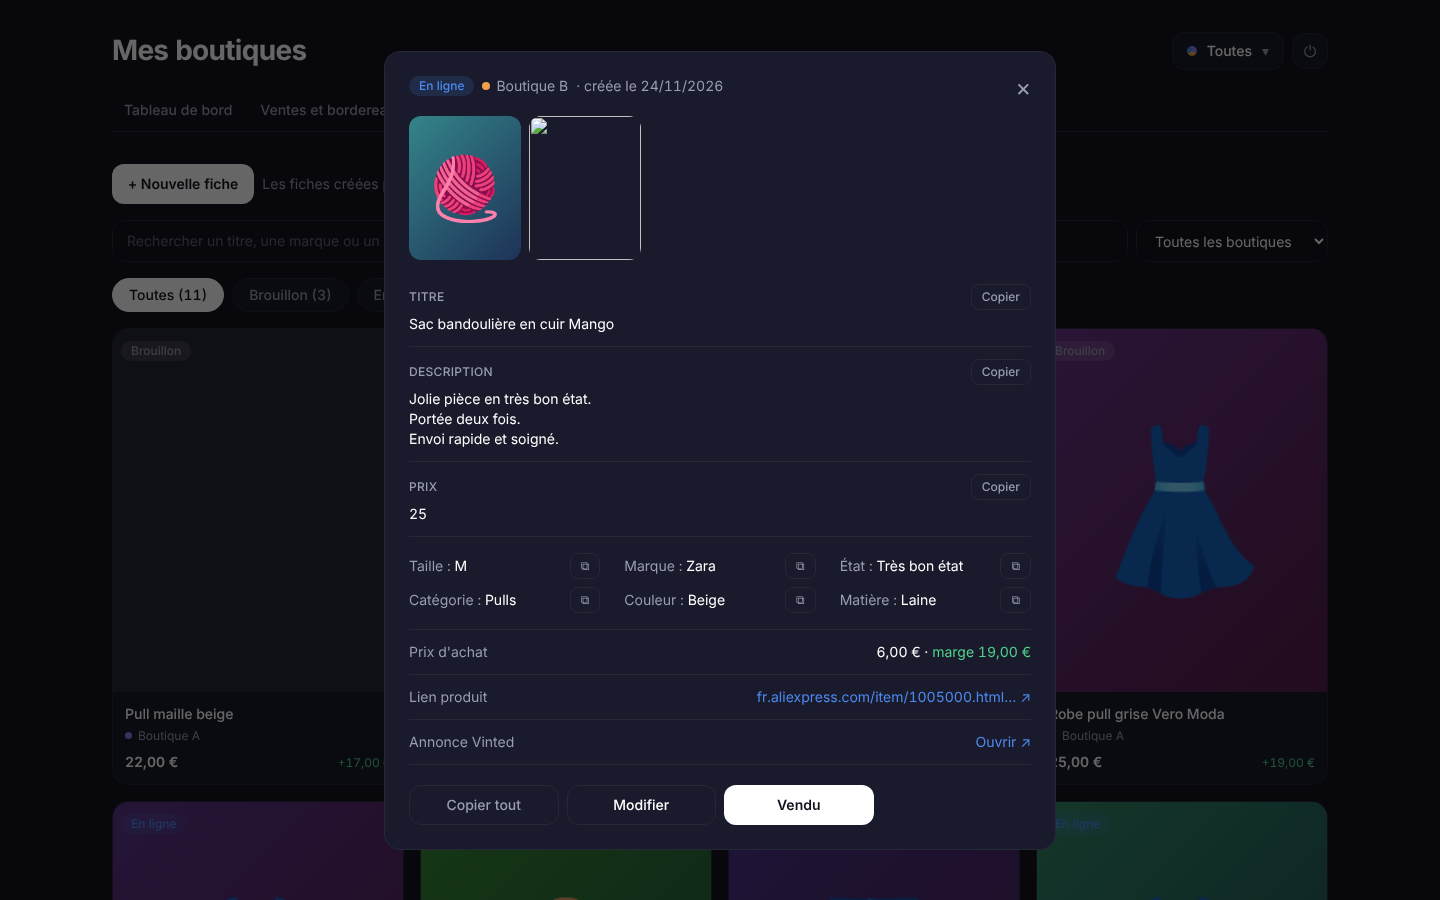 Mes boutiques
Toutes ▾
Tableau de bord
Ventes et borderea
+ Nouvelle fiche
Les fiches créées
Rechercher un titre, une marque ou un
Toutes les boutiques
Toutes (11)
Brouillon (3)
En ligne
Boutique B · créée le 24/11/2026
✕
TITRE
Copier
Sac bandoulière en cuir Mango
DESCRIPTION
Copier
Jolie pièce en très bon état.
Portée deux fois.
Envoi rapide et soigné.
PRIX
Copier
25
Taille : M
Marque : Zara
État : Très bon état
Catégorie : Pulls
Couleur : Beige
Matière : Laine
Prix d'achat
6,00 € · marge 19,00 €
Lien produit
fr.aliexpress.com/item/1005000.html... ↗
Annonce Vinted
Ouvrir ↗
Copier tout
Modifier
Vendu
Brouillon
Pull maille beige
Boutique A
22,00 €
+17,00
Brouillon
Robe pull grise Vero Moda
Boutique A
25,00 €
+19,00 €
En ligne
En ligne